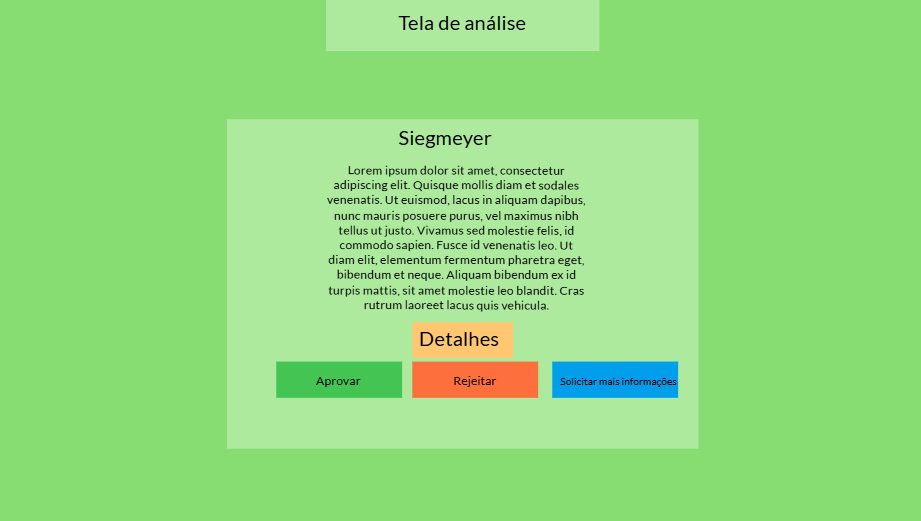 Tela de análise
Siegmeyer
Lorem ipsum dolor sit amet, consectetur
adipiscing elit. Quisque mollis diam et sodales
venenatis. Ut euismod, lacus in aliquam dapibus,
nunc mauris posuere purus, vel maximus nibh
tellus ut justo. Vivamus sed molestie felis, id
commodo sapien. Fusce id venenatis leo. Ut
diam elit, elementum fermentum pharetra eget,
bibendum et neque. Aliquam bibendum ex id
turpis mattis, sit amet molestie leo blandit. Cras
rutrum laoreet lacus quis vehicula.
Detalhes
Aprovar
Rejeitar
Solicitar mais informações